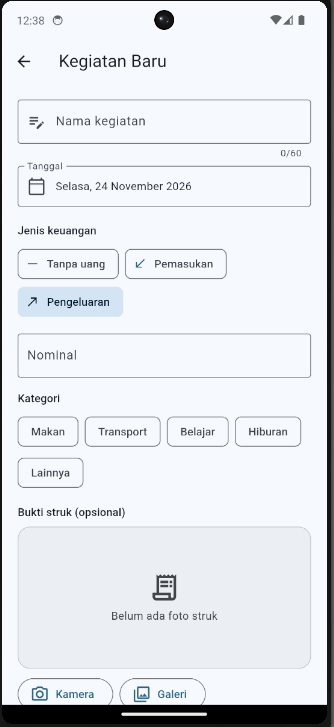 12:38
Kegiatan Baru
Nama kegiatan
0/60
Tanggal
Selasa, 24 November 2026
Jenis keuangan
Tanpa uang
Pemasukan
Pengeluaran
Nominal
Kategori
Makan
Transport
Belajar
Hiburan
Lainnya
Bukti struk (opsional)
Belum ada foto struk
Kamera
Galeri